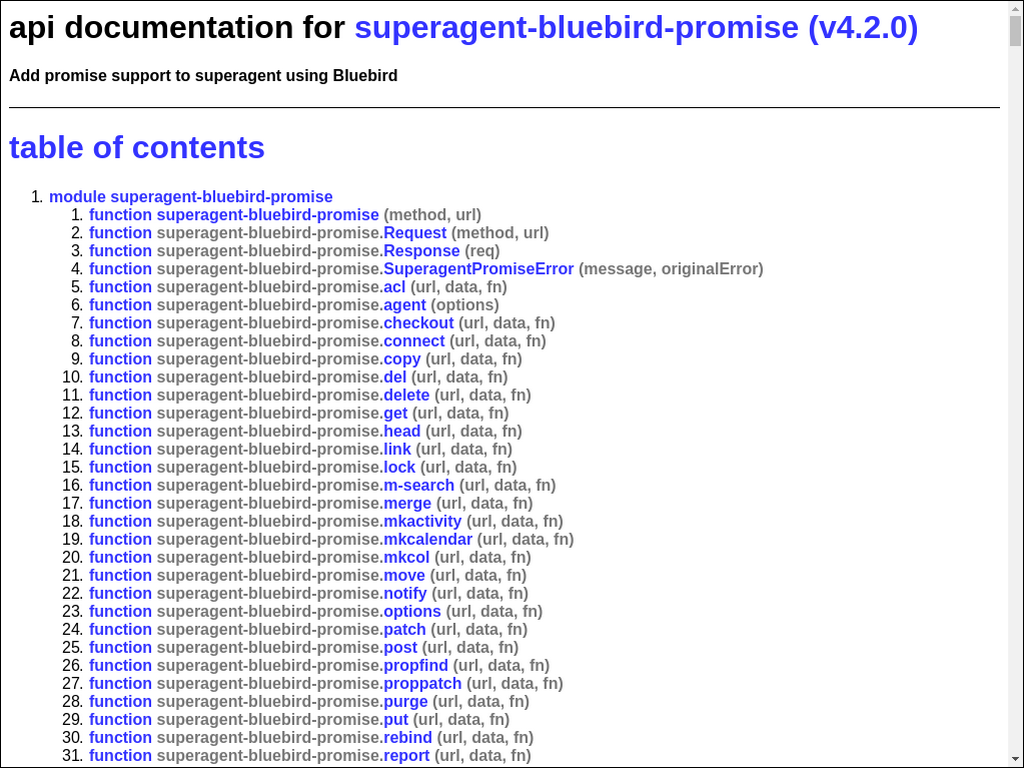 api documentation for superagent-bluebird-promise (v4.2.0)
Add promise support to superagent using Bluebird
table of contents
1. module superagent-bluebird-promise
1. function superagent-bluebird-promise (method, url)
2. function superagent-bluebird-promise.Request (method, url)
3. function superagent-bluebird-promise.Response (req)
4. function superagent-bluebird-promise.SuperagentPromiseError (message, originalError)
5. function superagent-bluebird-promise.acl (url, data, fn)
6. function superagent-bluebird-promise.agent (options)
7. function superagent-bluebird-promise.checkout (url, data, fn)
8. function superagent-bluebird-promise.connect (url, data, fn)
9. function superagent-bluebird-promise.copy (url, data, fn)
10. function superagent-bluebird-promise.del (url, data, fn)
11. function superagent-bluebird-promise.delete (url, data, fn)
12. function superagent-bluebird-promise.get (url, data, fn)
13. function superagent-bluebird-promise.head (url, data, fn)
14. function superagent-bluebird-promise.link (url, data, fn)
15. function superagent-bluebird-promise.lock (url, data, fn)
16. function superagent-bluebird-promise.m-search (url, data, fn)
17. function superagent-bluebird-promise.merge (url, data, fn)
18. function superagent-bluebird-promise.mkactivity (url, data, fn)
19. function superagent-bluebird-promise.mkcalendar (url, data, fn)
20. function superagent-bluebird-promise.mkcol (url, data, fn)
21. function superagent-bluebird-promise.move (url, data, fn)
22. function superagent-bluebird-promise.notify (url, data, fn)
23. function superagent-bluebird-promise.options (url, data, fn)
24. function superagent-bluebird-promise.patch (url, data, fn)
25. function superagent-bluebird-promise.post (url, data, fn)
26. function superagent-bluebird-promise.propfind (url, data, fn)
27. function superagent-bluebird-promise.proppatch (url, data, fn)
28. function superagent-bluebird-promise.purge (url, data, fn)
29. function superagent-bluebird-promise.put (url, data, fn)
30. function superagent-bluebird-promise.rebind (url, data, fn)
31. function superagent-bluebird-promise.report (url, data, fn)